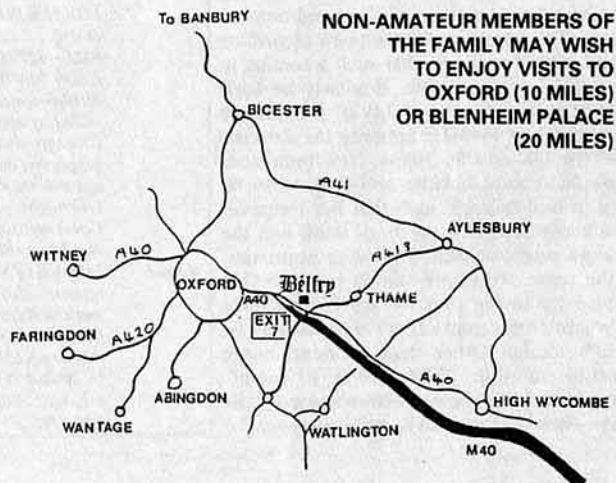 To BANBURY
NON-AMATEUR MEMBERS OF
THE FAMILY MAY WISH
TO ENJOY VISITS TO
OXFORD (10 MILES)
OR BLENHEIM PALACE
(20 MILES)
BICESTER
A41
AYLESBURY
A413
WITNEY
A40
OXFORD
A40
Belfry
THAME
EXIT
7
FARINGDON
A420
A40
ABINGDON
HIGH WYCOMBE
WANTAGE
WATLINGTON
M40